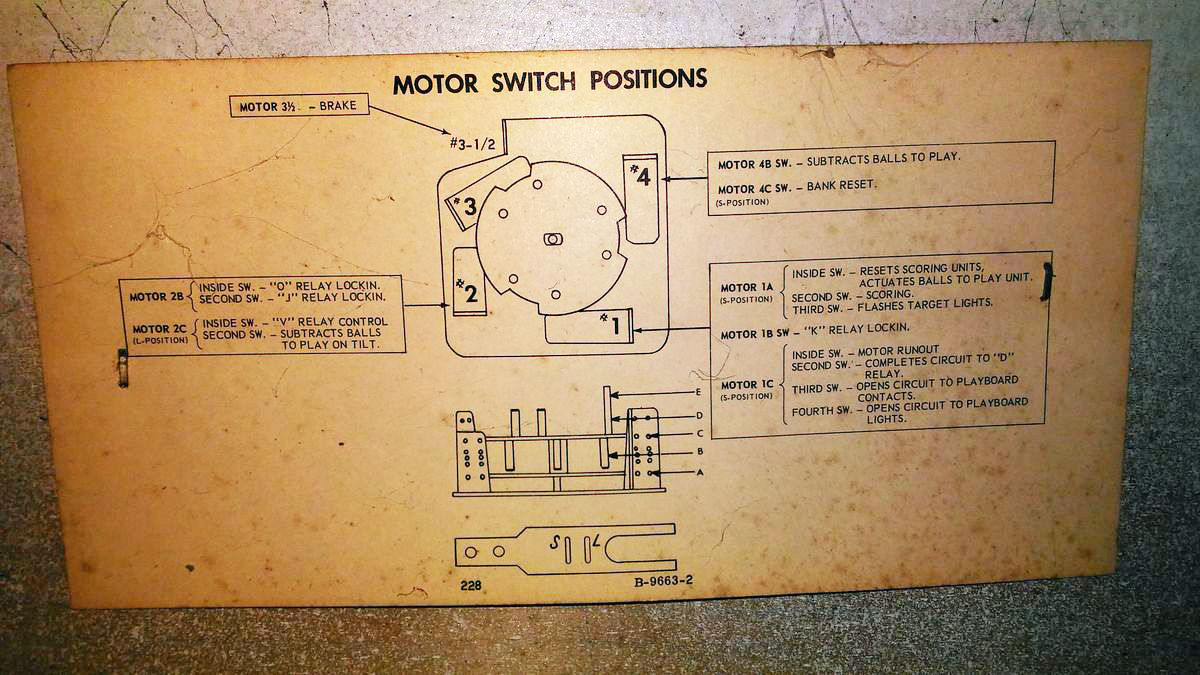 MOTOR SWITCH POSITIONS
MOTOR 3½ - BRAKE
#3-1/2
#3
#4
#2
#1
MOTOR 4B SW. - SUBTRACTS BALLS TO PLAY.
MOTOR 4C SW. - BANK RESET.
(S-POSITION)
MOTOR 2B
INSIDE SW. - "O" RELAY LOCKIN.
SECOND SW. - "J" RELAY LOCKIN.
MOTOR 2C
(L-POSITION)
INSIDE SW. - "V" RELAY CONTROL
SECOND SW. - SUBTRACTS BALLS
TO PLAY ON TILT.
MOTOR 1A
(S-POSITION)
INSIDE SW. - RESETS SCORING UNITS,
ACTUATES BALLS TO PLAY UNIT.
SECOND SW. - SCORING.
THIRD SW. - FLASHES TARGET LIGHTS.
MOTOR 1B SW - "K" RELAY LOCKIN.
MOTOR 1C
(S-POSITION)
INSIDE SW. - MOTOR RUNOUT
SECOND SW. - COMPLETES CIRCUIT TO "D"
RELAY.
THIRD SW. - OPENS CIRCUIT TO PLAYBOARD
CONTACTS.
FOURTH SW. - OPENS CIRCUIT TO PLAYBOARD
LIGHTS.
E
D
C
B
A
S L
228
B-9663-2